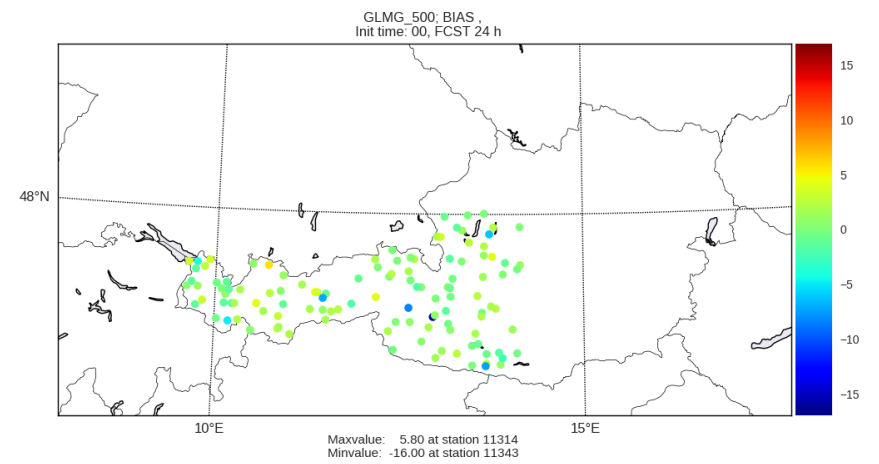 GLMG_500; BIAS ,
Init time: 00, FCST 24 h
48°N
15
10
5
0
−5
−10
−15
10°E
15°E
Maxvalue: 5.80 at station 11314
Minvalue: -16.00 at station 11343